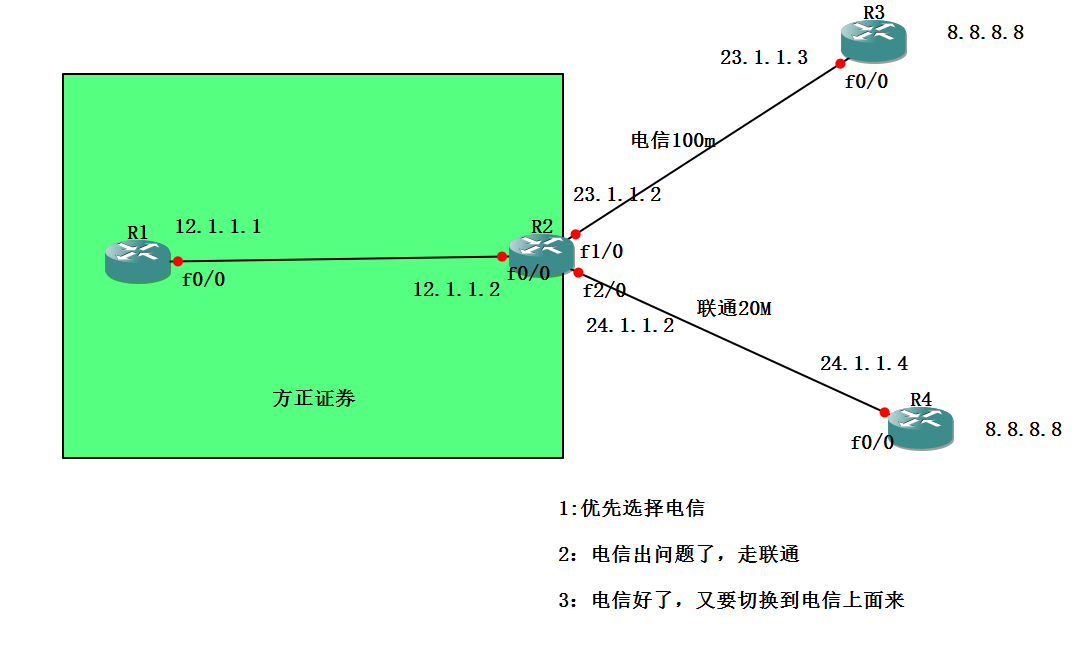 R3
8.8.8.8
23.1.1.3
f0/0
电信100m
23.1.1.2
R1
12.1.1.1
f0/0
R2
f1/0
f0/0
12.1.1.2
f2/0
24.1.1.2
联通20M
24.1.1.4
R4
8.8.8.8
f0/0
方正证券
1:优先选择电信
2：电信出问题了，走联通
3：电信好了，又要切换到电信上面来